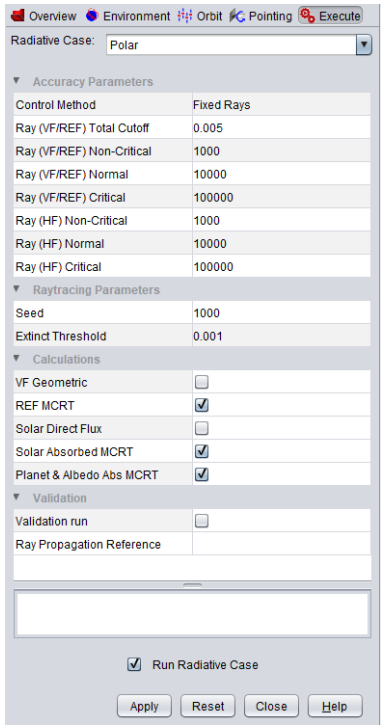 Overview Environment Orbit Pointing Execute
Radiative Case: Polar
Accuracy Parameters
Control Method Fixed Rays
Ray (VF/REF) Total Cutoff 0.005
Ray (VF/REF) Non-Critical 1000
Ray (VF/REF) Normal 10000
Ray (VF/REF) Critical 100000
Ray (HF) Non-Critical 1000
Ray (HF) Normal 10000
Ray (HF) Critical 100000
Raytracing Parameters
Seed 1000
Extinct Threshold 0.001
Calculations
VF Geometric
REF MCRT
Solar Direct Flux
Solar Absorbed MCRT
Planet & Albedo Abs MCRT
Validation
Validation run
Ray Propagation Reference
Run Radiative Case
Apply Reset Close Help